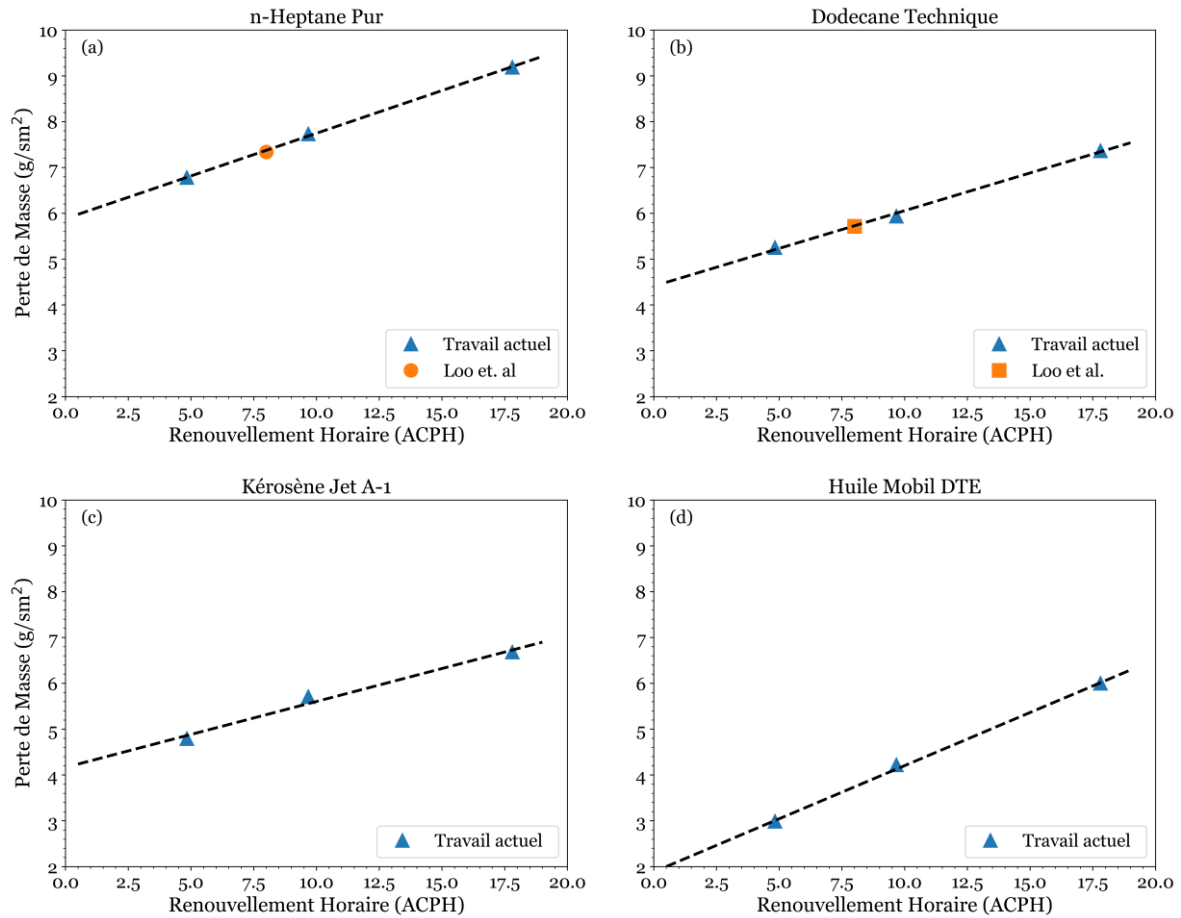 n-Heptane Pur
(a)
Perte de Masse (g/sm²)
10
9
8
7
6
5
4
3
2
Travail actuel
Loo et. al
0.0 2.5 5.0 7.5 10.0 12.5 15.0 17.5 20.0
Renouvellement Horaire (ACPH)
Dodecane Technique
(b)
10
9
8
7
6
5
4
3
2
Travail actuel
Loo et al.
0.0 2.5 5.0 7.5 10.0 12.5 15.0 17.5 20.0
Renouvellement Horaire (ACPH)
Kérosène Jet A-1
(c)
Perte de Masse (g/sm²)
10
9
8
7
6
5
4
3
2
Travail actuel
0.0 2.5 5.0 7.5 10.0 12.5 15.0 17.5 20.0
Renouvellement Horaire (ACPH)
Huile Mobil DTE
(d)
10
9
8
7
6
5
4
3
2
Travail actuel
0.0 2.5 5.0 7.5 10.0 12.5 15.0 17.5 20.0
Renouvellement Horaire (ACPH)